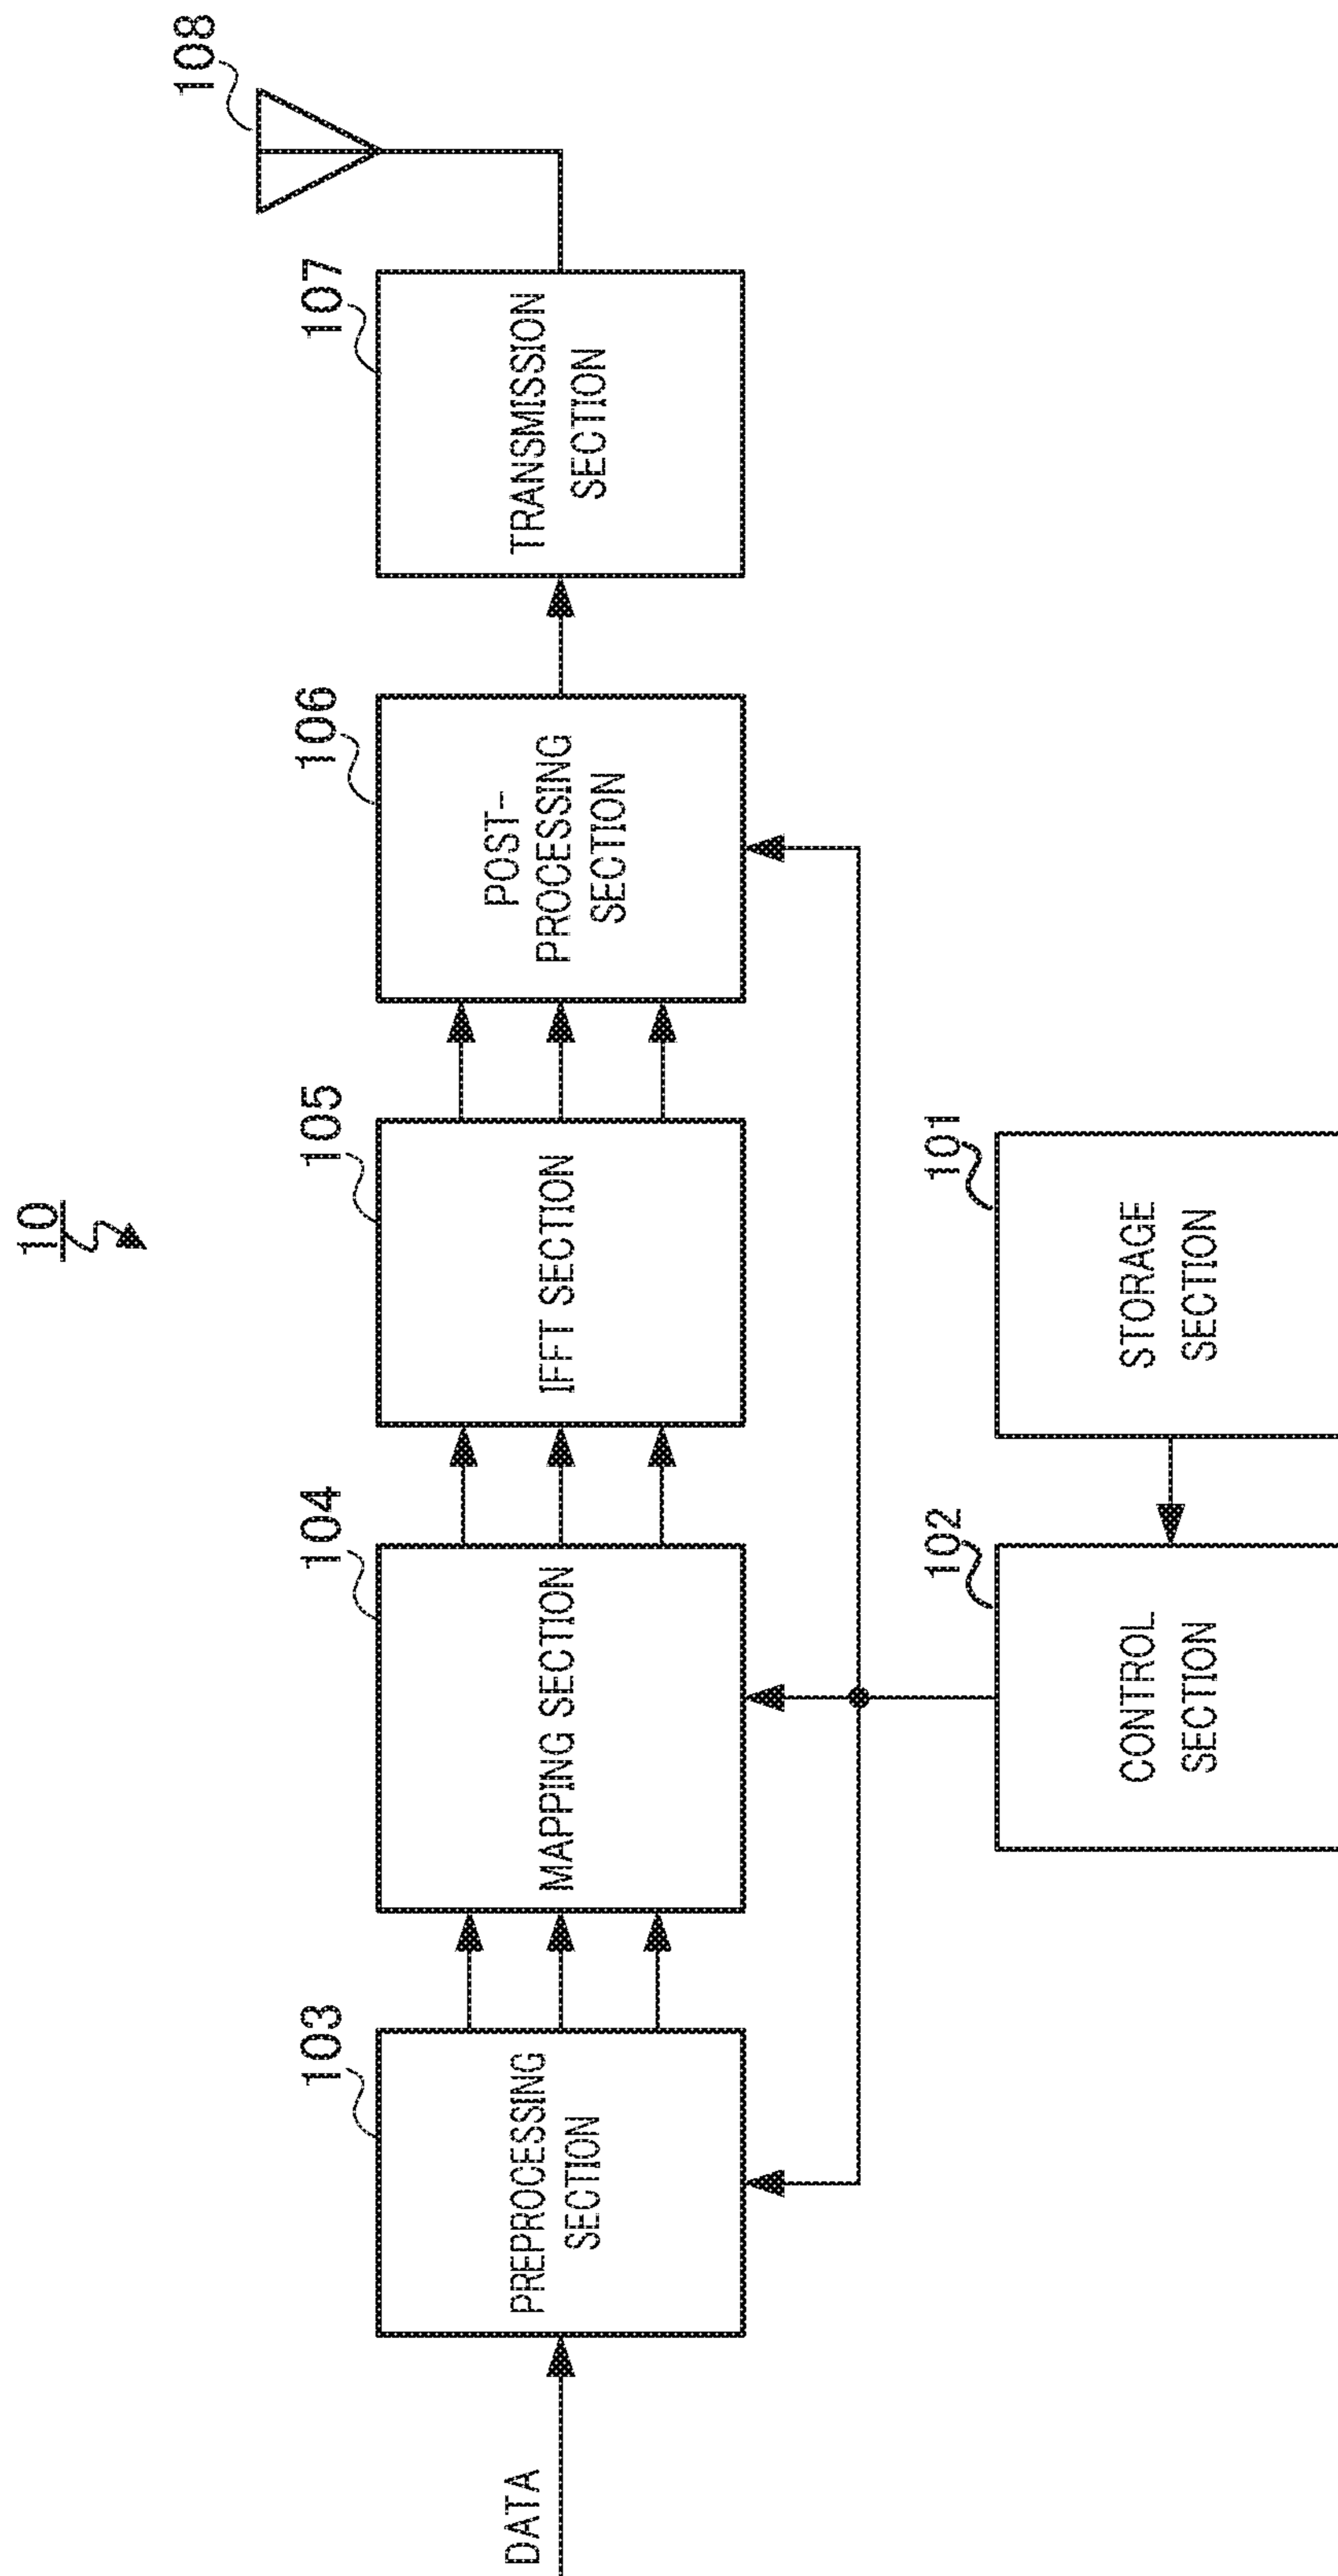 10
DATA
103
PREPROCESSING
SECTION
104
MAPPING SECTION
105
IFFT SECTION
106
POST-
PROCESSING
SECTION
107
TRANSMISSION
SECTION
108
102
CONTROL
SECTION
101
STORAGE
SECTION